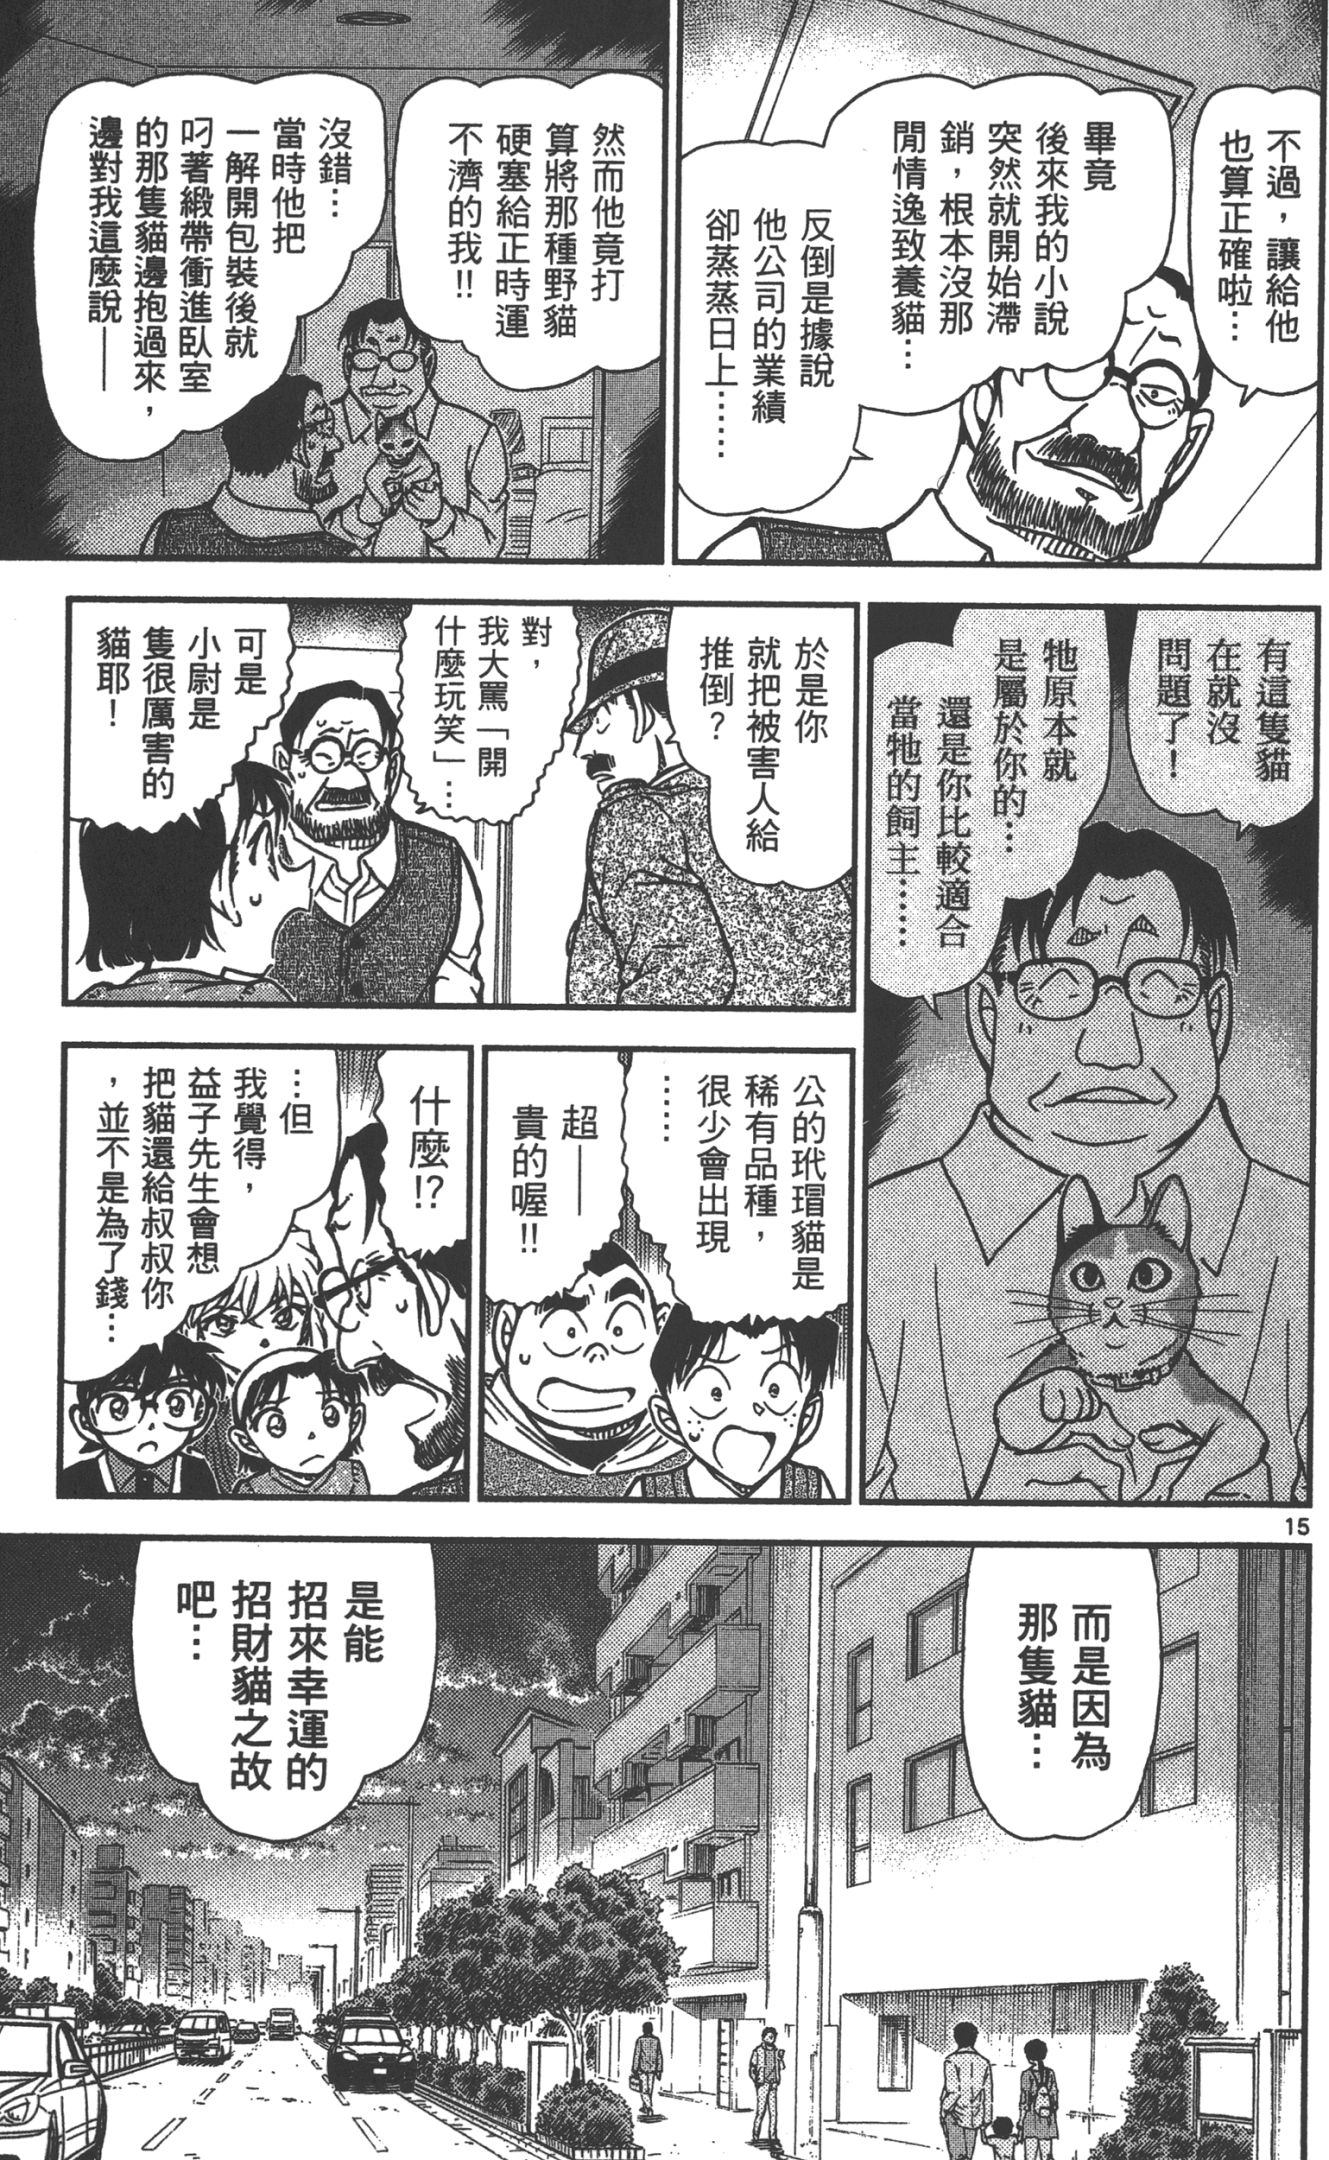 不過，讓給他
也算正確啦…
畢竟
後來我的小說
突然就開始滯
銷，根本沒那
閒情逸致養貓…
反倒是據說
他公司的業績
卻蒸蒸日上……
然而他竟打
算將那種野貓
硬塞給正時運
不濟的我!!
沒錯…
當時他把
一解開包裝後就
叼著緞帶衝進臥室
的那隻貓邊抱過來，
邊對我這麼說——
有這隻貓
在就沒
問題了！
牠原本就
是屬於你的…
還是你比較適合
當牠的飼主……
於是你
就把被害人給
推倒？
對，
我大罵「開
什麼玩笑」…
可是
小尉是
隻很厲害的
貓耶！
公的玳瑁貓是
稀有品種，
很少會出現
……
超——
貴的喔!!
什麼!?
…但
我覺得，
益子先生會想
把貓還給叔叔你
，並不是為了錢…
15
而是因為
那隻貓…
是能
招來幸運的
招財貓之故
吧…